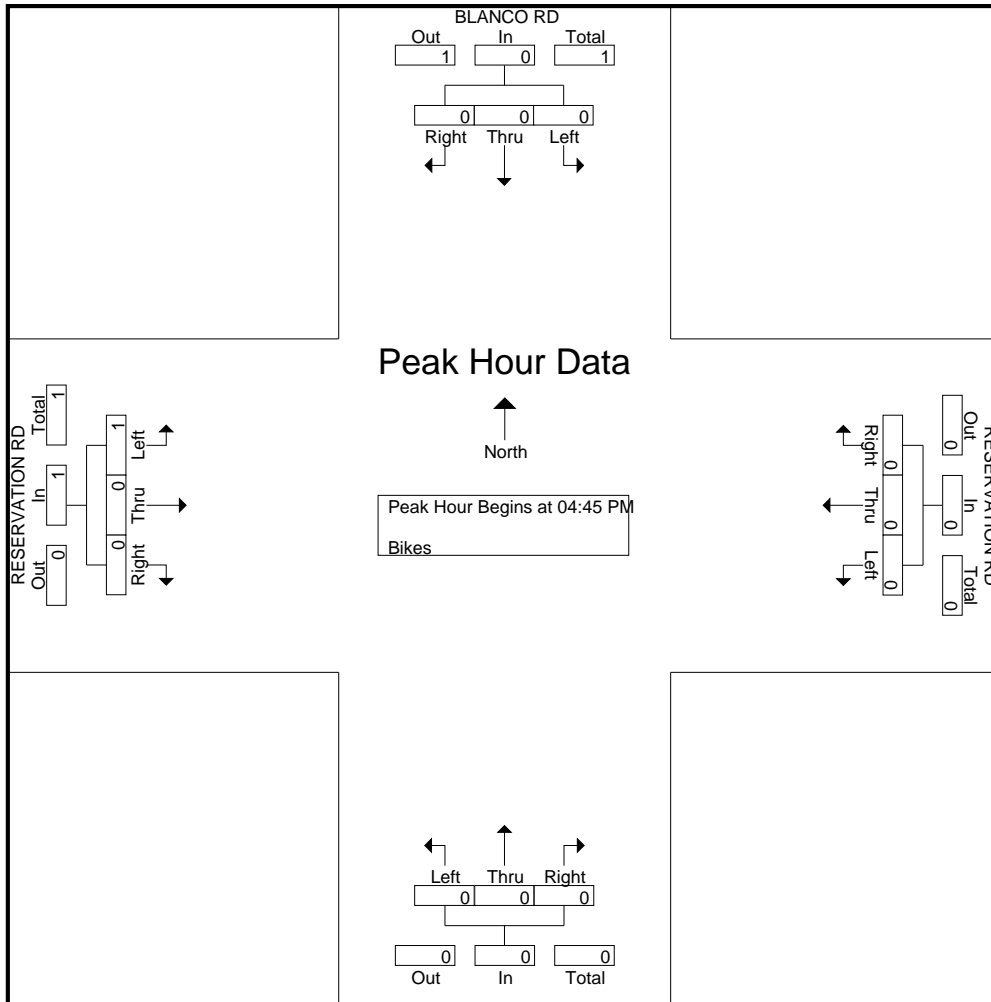 BLANCO RD
Out In Total
1 0 1
0 0 0
Right Thru Left
Peak Hour Data
North
Peak Hour Begins at 04:45 PM
Bikes
RESERVATION RD
Out In Total
0 1 1
Right Thru Left
0 0 1
RESERVATION RD
Out In Total
0 0 0
Right Thru Left
0 0 0
Left Thru Right
0 0 0
0 0 0
Out In Total